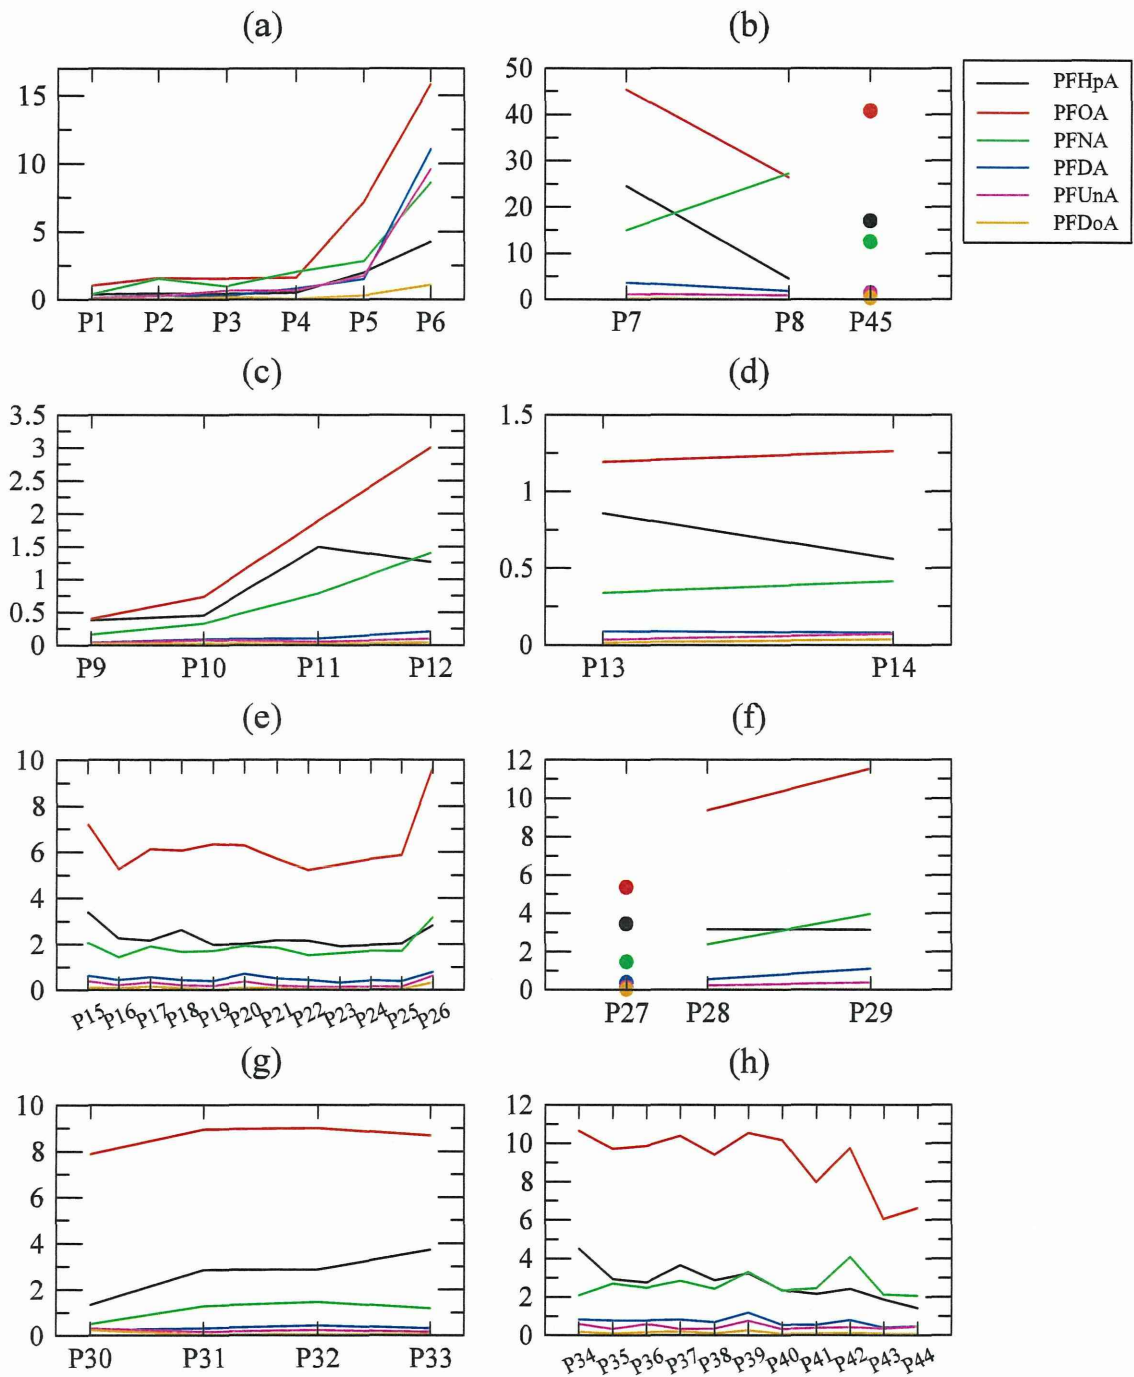 (a)
15
10
5
0
P1 P2 P3 P4 P5 P6
(b)
50
40
30
20
10
0
P7 P8 P45
PFHpA
PFOA
PFNA
PFDA
PFUnA
PFDoA
(c)
3.5
3
2.5
2
1.5
1
0.5
0
P9 P10 P11 P12
(d)
1.5
1
0.5
0
P13 P14
(e)
10
8
6
4
2
0
P15 P16 P17 P18 P19 P20 P21 P22 P23 P24 P25 P26
(f)
12
10
8
6
4
2
0
P27 P28 P29
(g)
10
8
6
4
2
0
P30 P31 P32 P33
(h)
12
10
8
6
4
2
0
P34 P35 P36 P37 P38 P39 P40 P41 P42 P43 P44